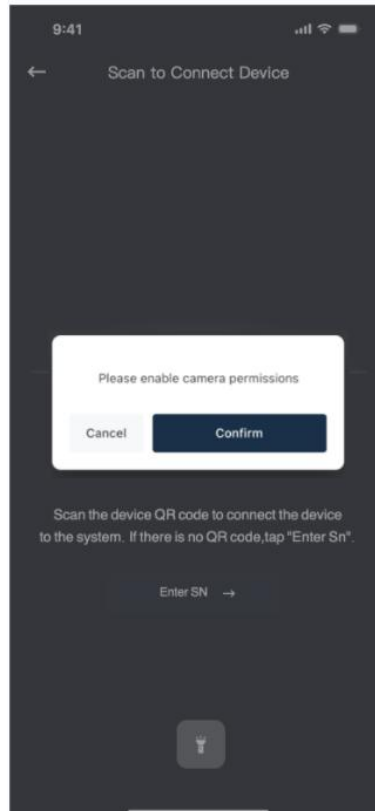 9:41
Scan to Connect Device
Please enable camera permissions
Cancel
Confirm
Scan the device QR code to connect the device
to the system. If there is no QR code,tap "Enter Sn".
Enter SN →